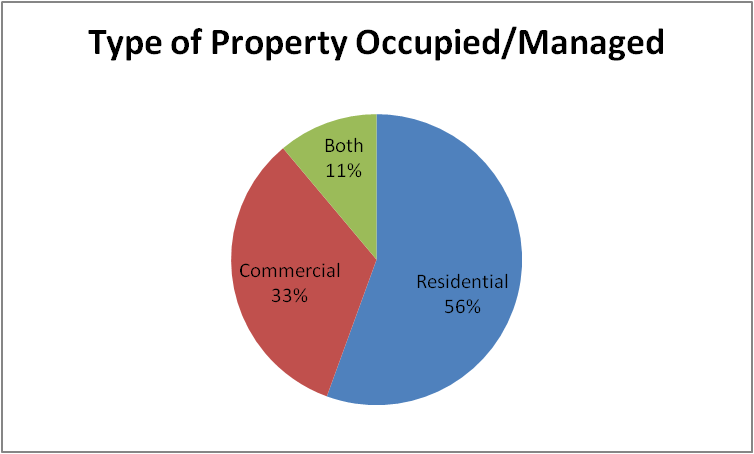 Type of Property Occupied/Managed
Both
11%
Commercial
33%
Residential
56%